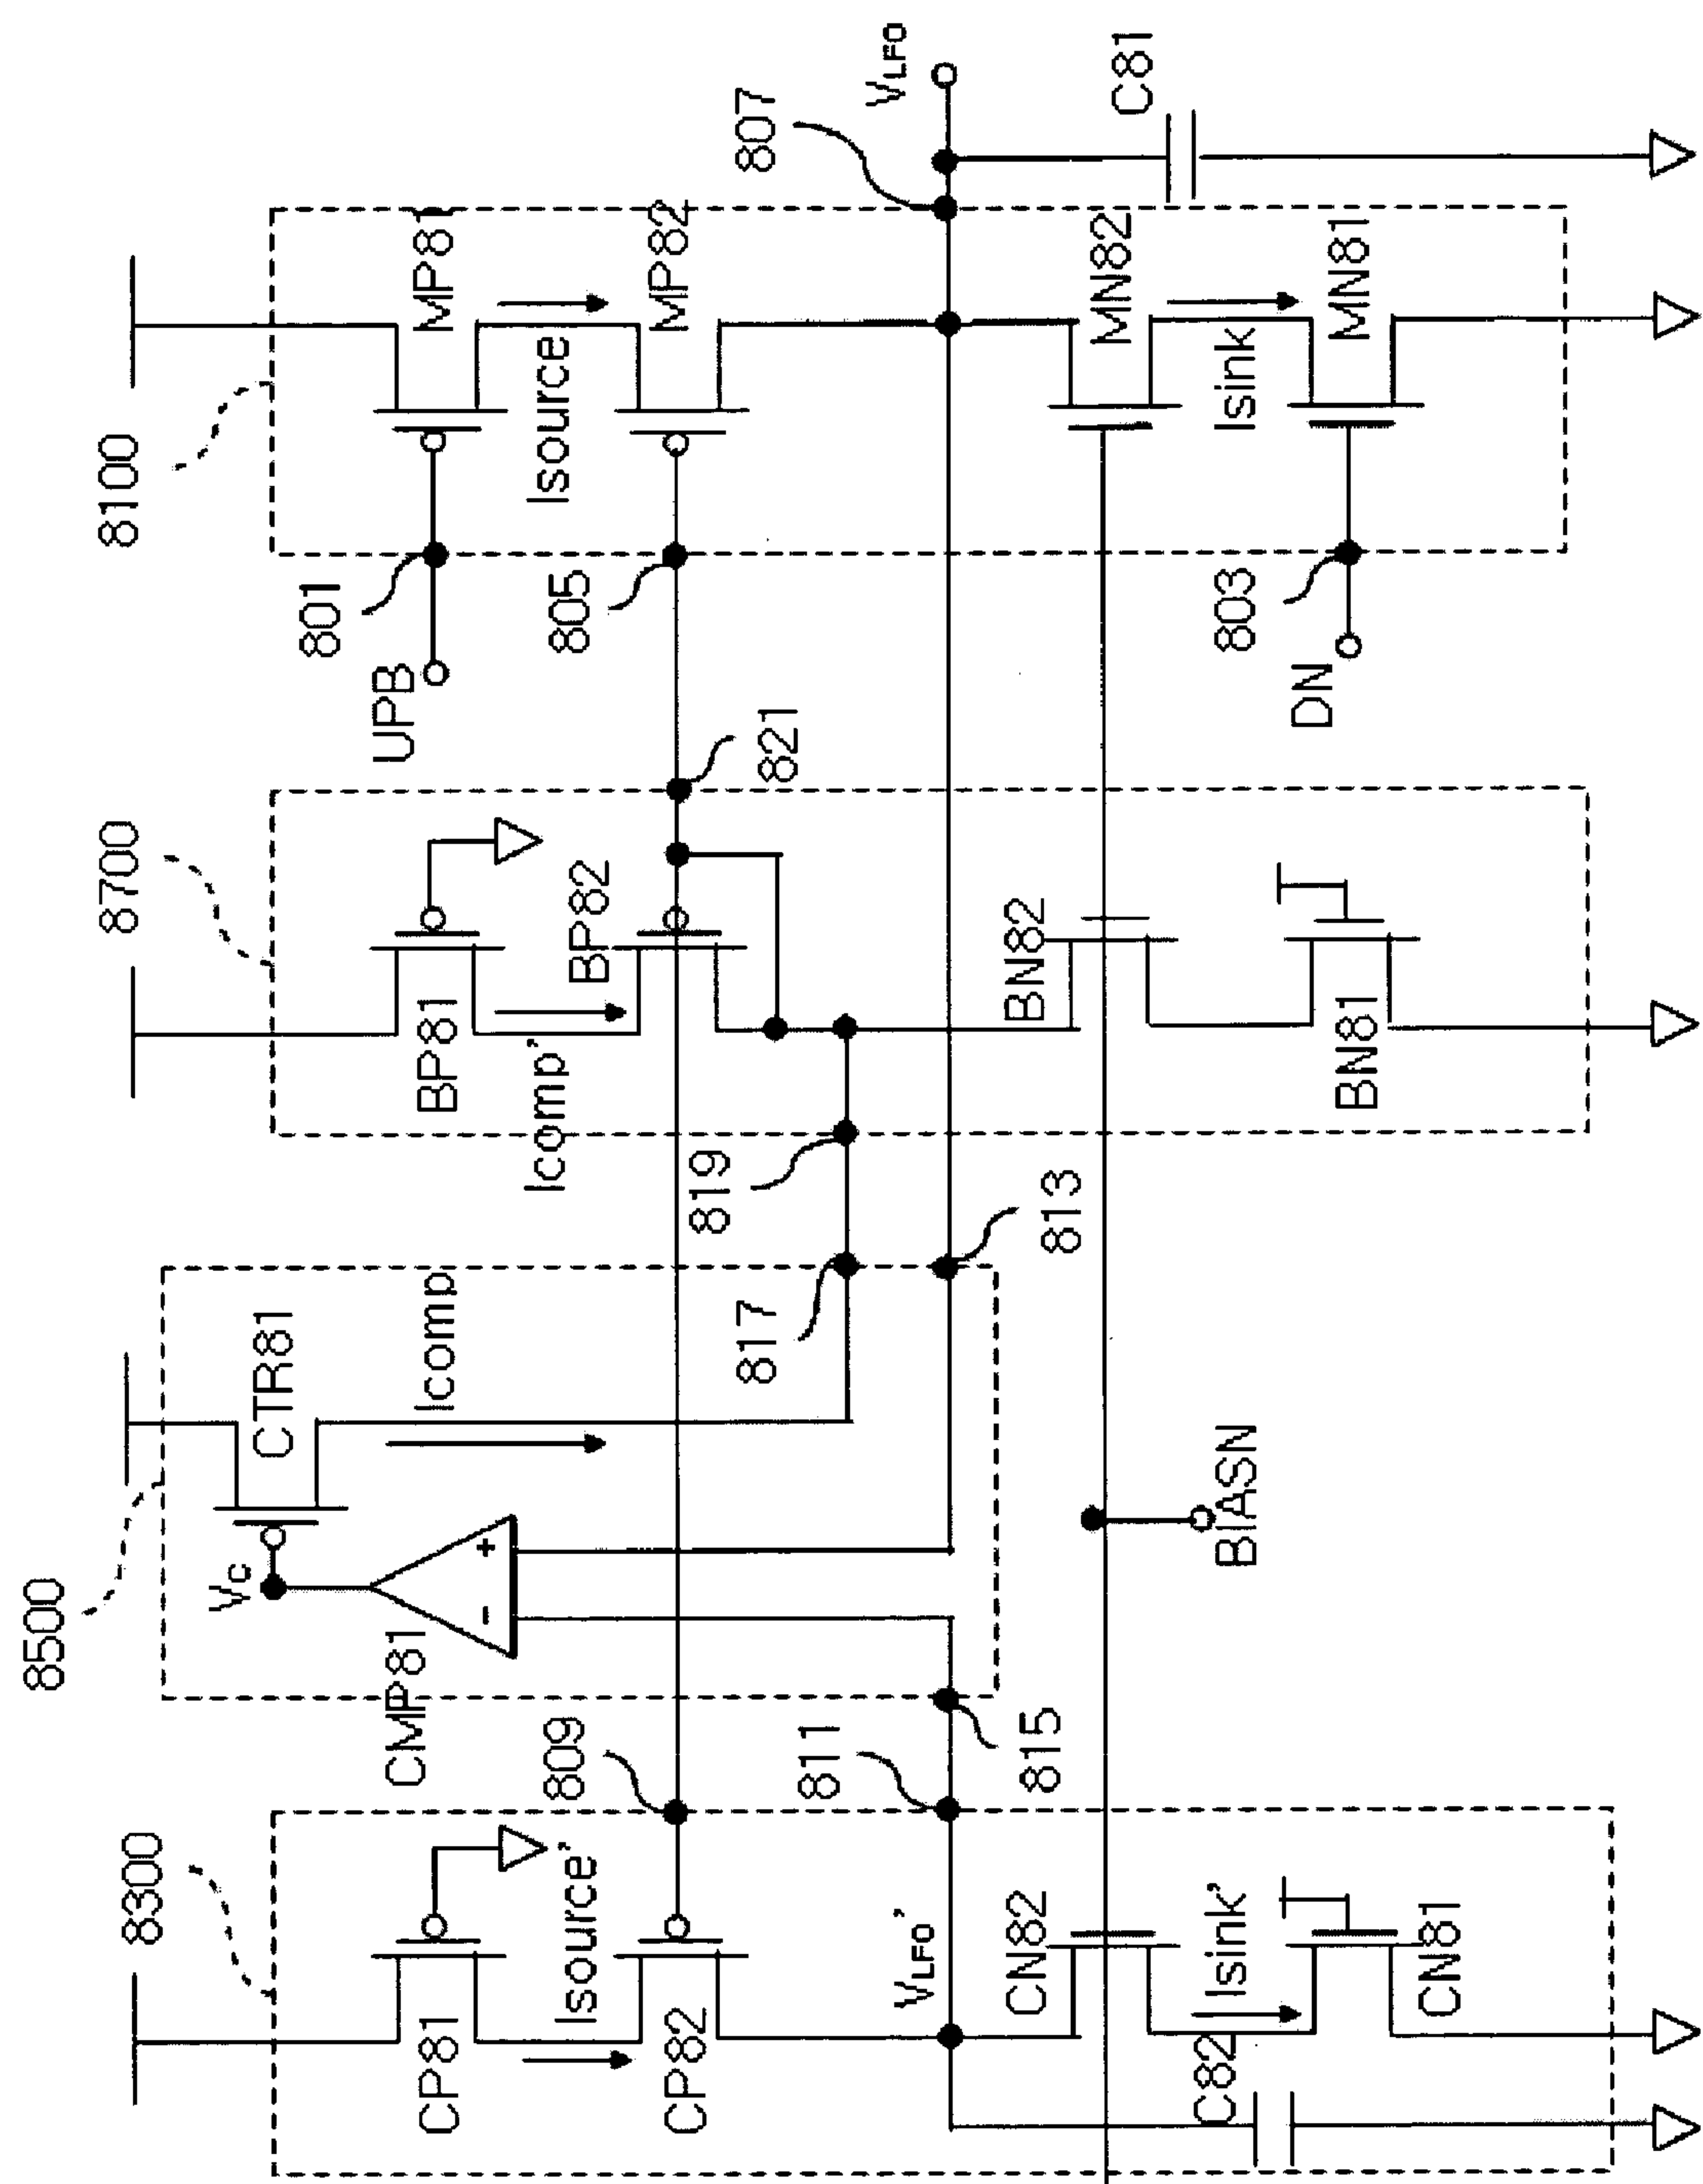 8300
8500
8700
8100
CP81
Isource'
CP82
809
VLFO'
811
815
CN82
Isink'
C82
CN81
Vc
CMP81
-
+
CTR81
Icomp
817
813
BIASN
BP81
Icomp'
BP82
819
821
BN82
BN81
UPB
801
805
DN
803
MP81
Isource
MP82
807
VLFO
MN82
Isink
MN81
C81